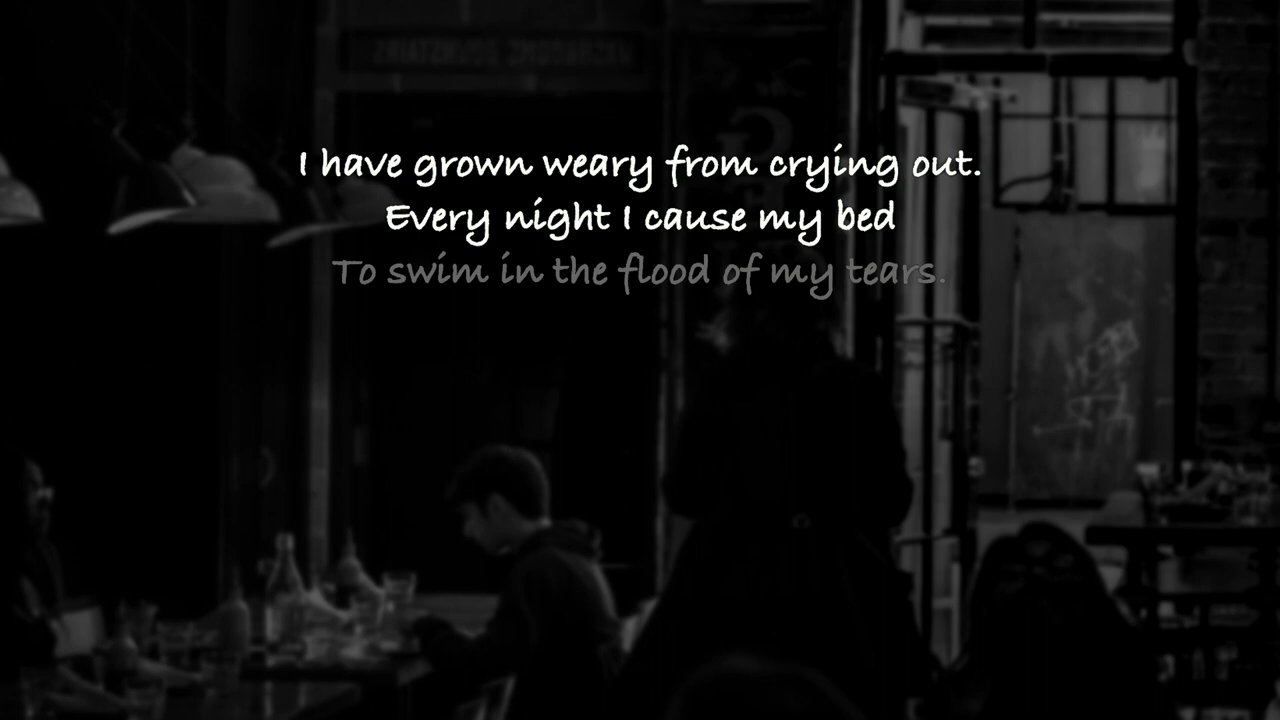 I have grown weary from crying out.
Every night I cause my bed
To swim in the flood of my tears.